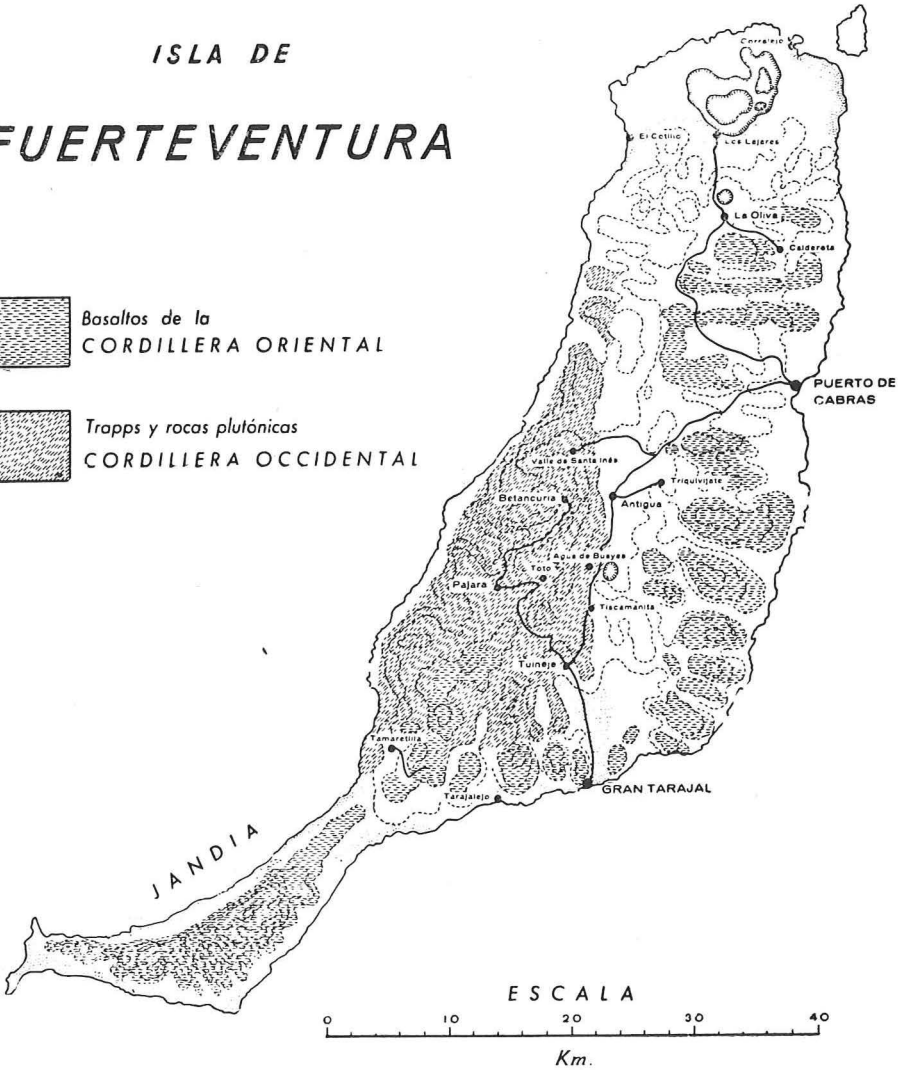 ISLA DE
FUERTEVENTURA
Basaltos de la
CORDILLERA ORIENTAL
Trapps y rocas plutónicas
CORDILLERA OCCIDENTAL
Corralejo
El Cotillo
Los Lajares
La Oliva
Caldereta
PUERTO DE
CABRAS
Valle de Santa Inés
Triquivijate
Betancuria
Antigua
Agua de Bueyes
Toto
Pájara
Tiscamanita
Tuineje
Tamaretilla
Tarajalejo
GRAN TARAJAL
JANDIA
ESCALA
0 10 20 30 40
Km.